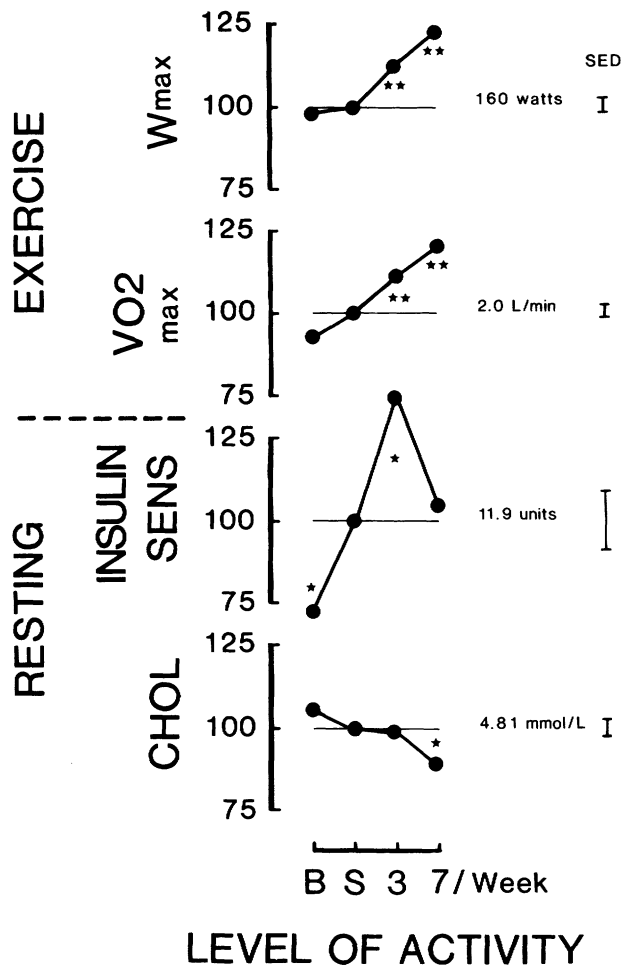 EXERCISE
Wmax
125
100
75
★★
★★
160 watts
SED
VO2
max
125
100
75
★★
★★
2.0 L/min
RESTING
INSULIN
SENS
125
100
75
★
★
11.9 units
CHOL
125
100
75
★
4.81 mmol/L
B S 3 7/Week
LEVEL OF ACTIVITY